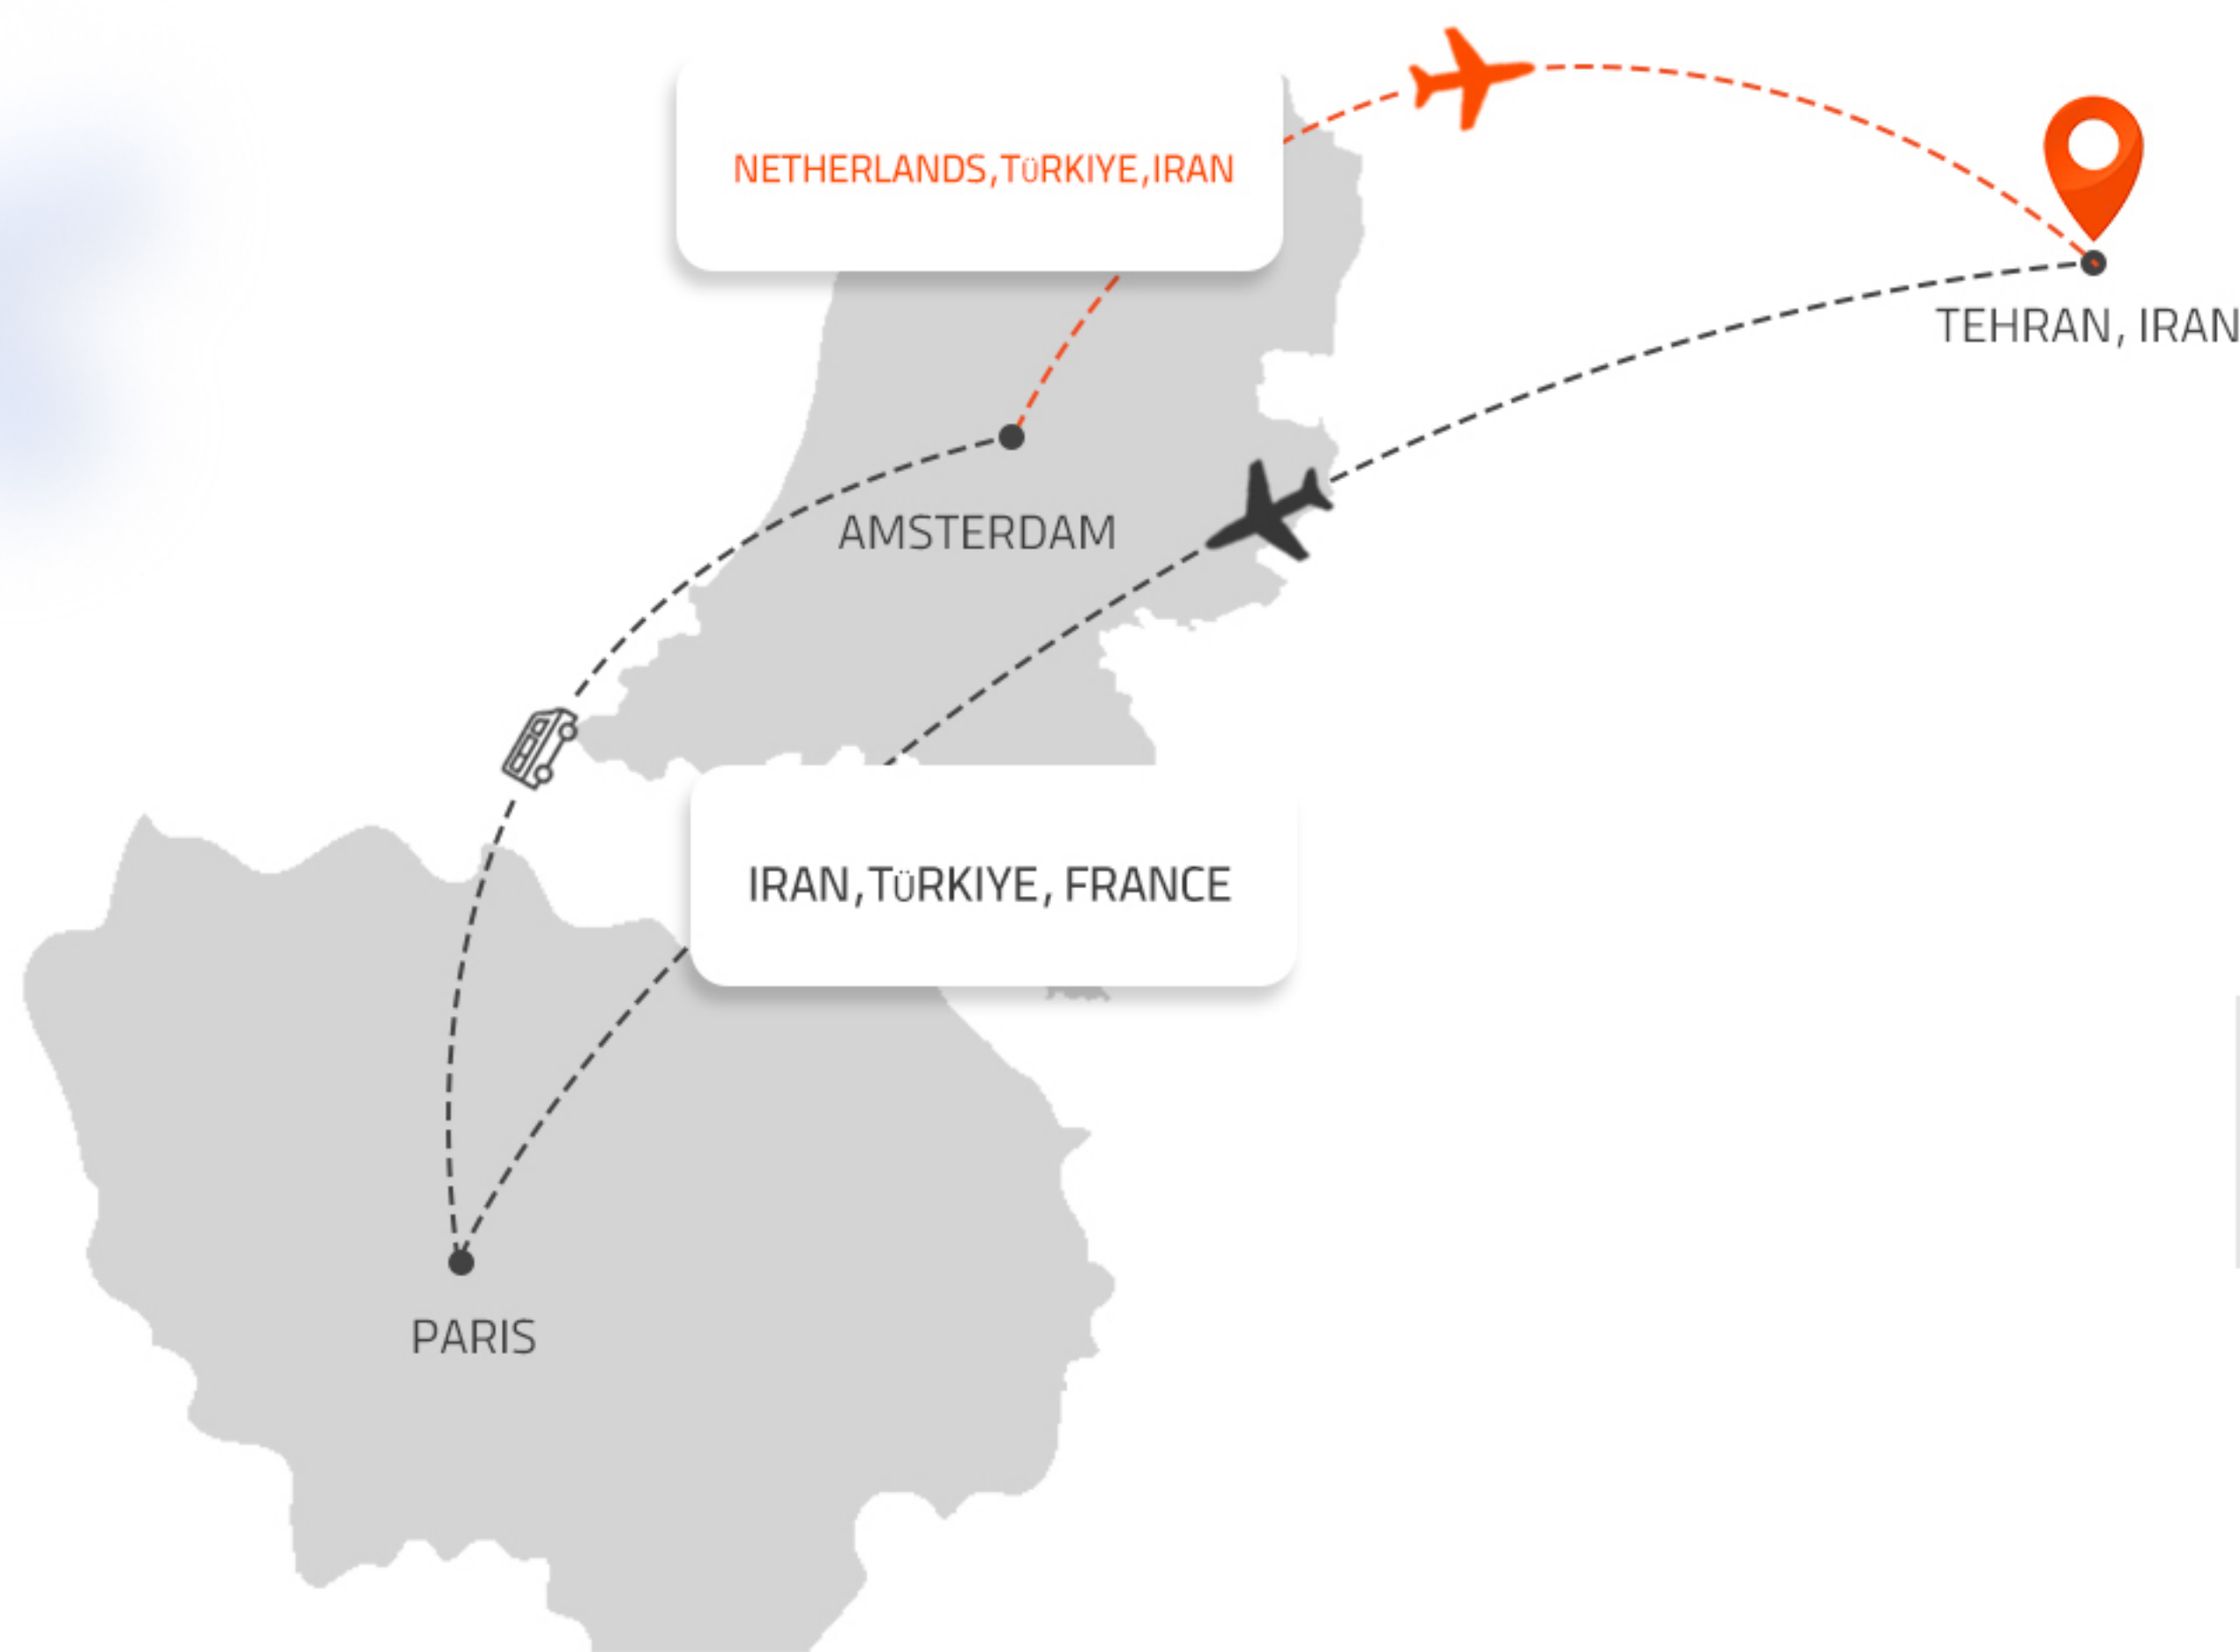 NETHERLANDS,TüRKIYE,IRAN
TEHRAN, IRAN
AMSTERDAM
IRAN,TüRKIYE, FRANCE
PARIS